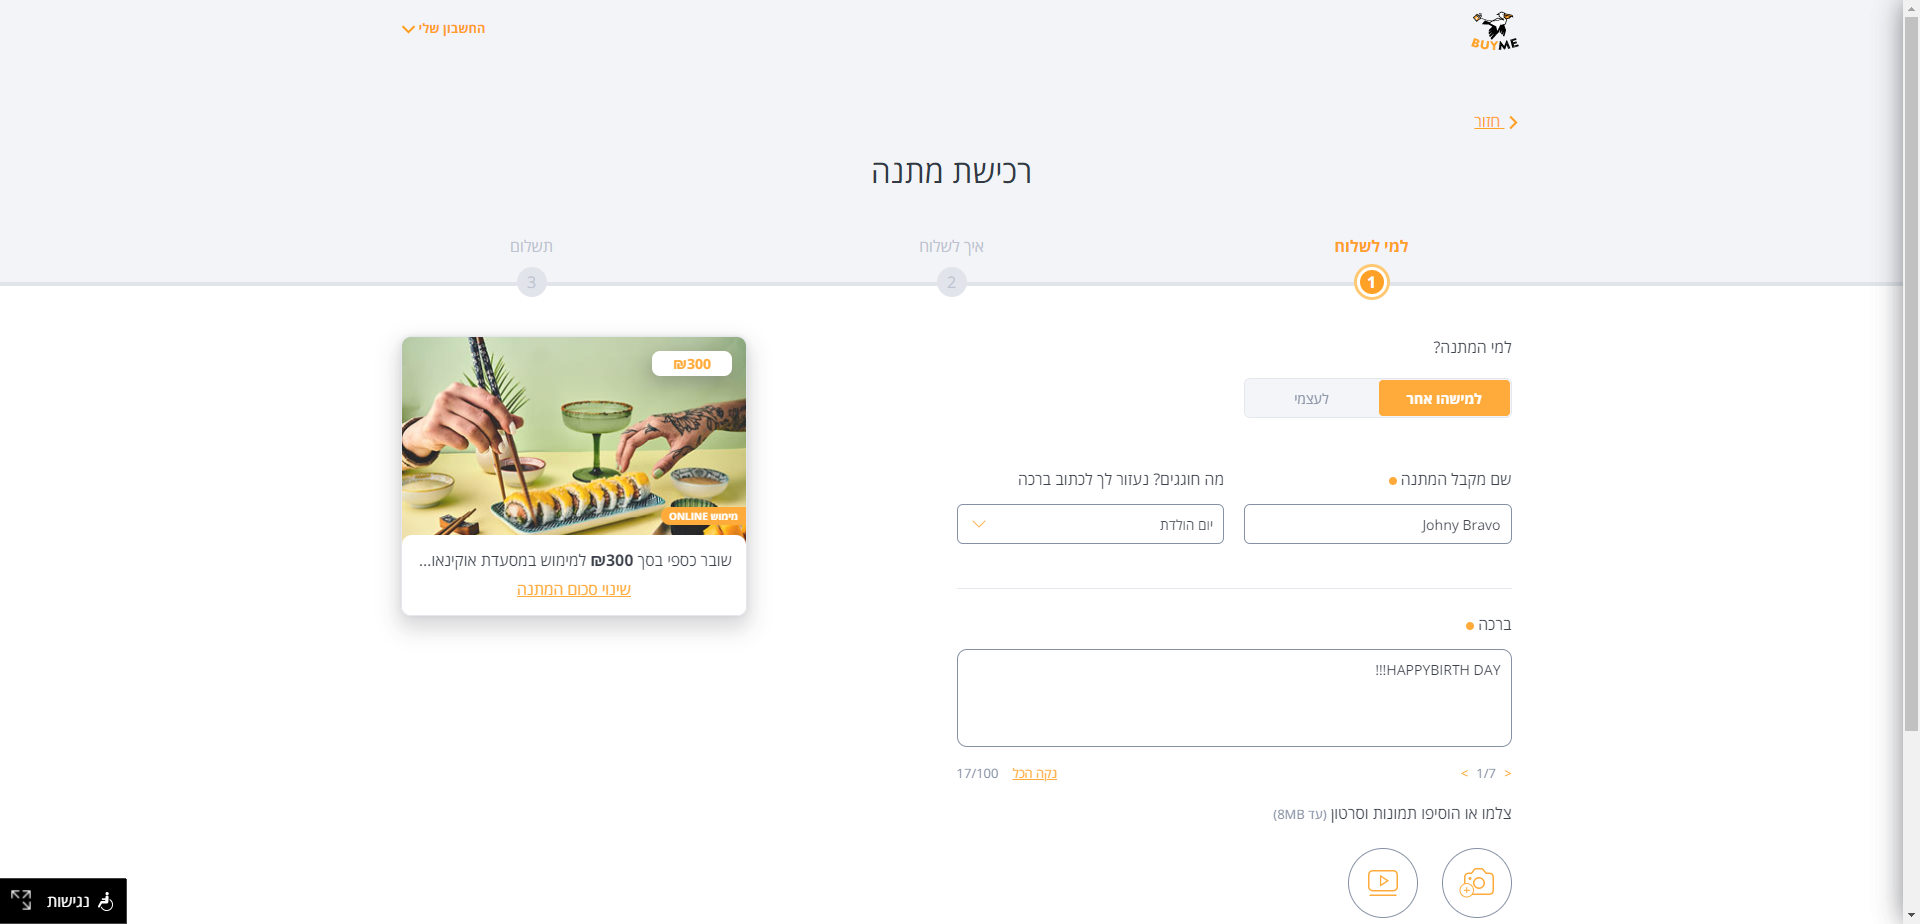 BUYME
החשבון שלי
חזור
רכישת מתנה
למי לשלוח
איך לשלוח
תשלום
1
2
3
למי המתנה?
למישהו אחר
לעצמי
שם מקבל המתנה
Johny Bravo
מה חוגגים? נעזור לך לכתוב ברכה
יום הולדת
ברכה
!!!HAPPYBIRTH DAY
< 1/7 >
נקה הכל
17/100
צלמו או הוסיפו תמונות וסרטון (עד 8MB)
₪300
מימוש ONLINE
שובר כספי בסך ₪300 למימוש במסעדת אוקינאו...
שינוי סכום המתנה
נגישות